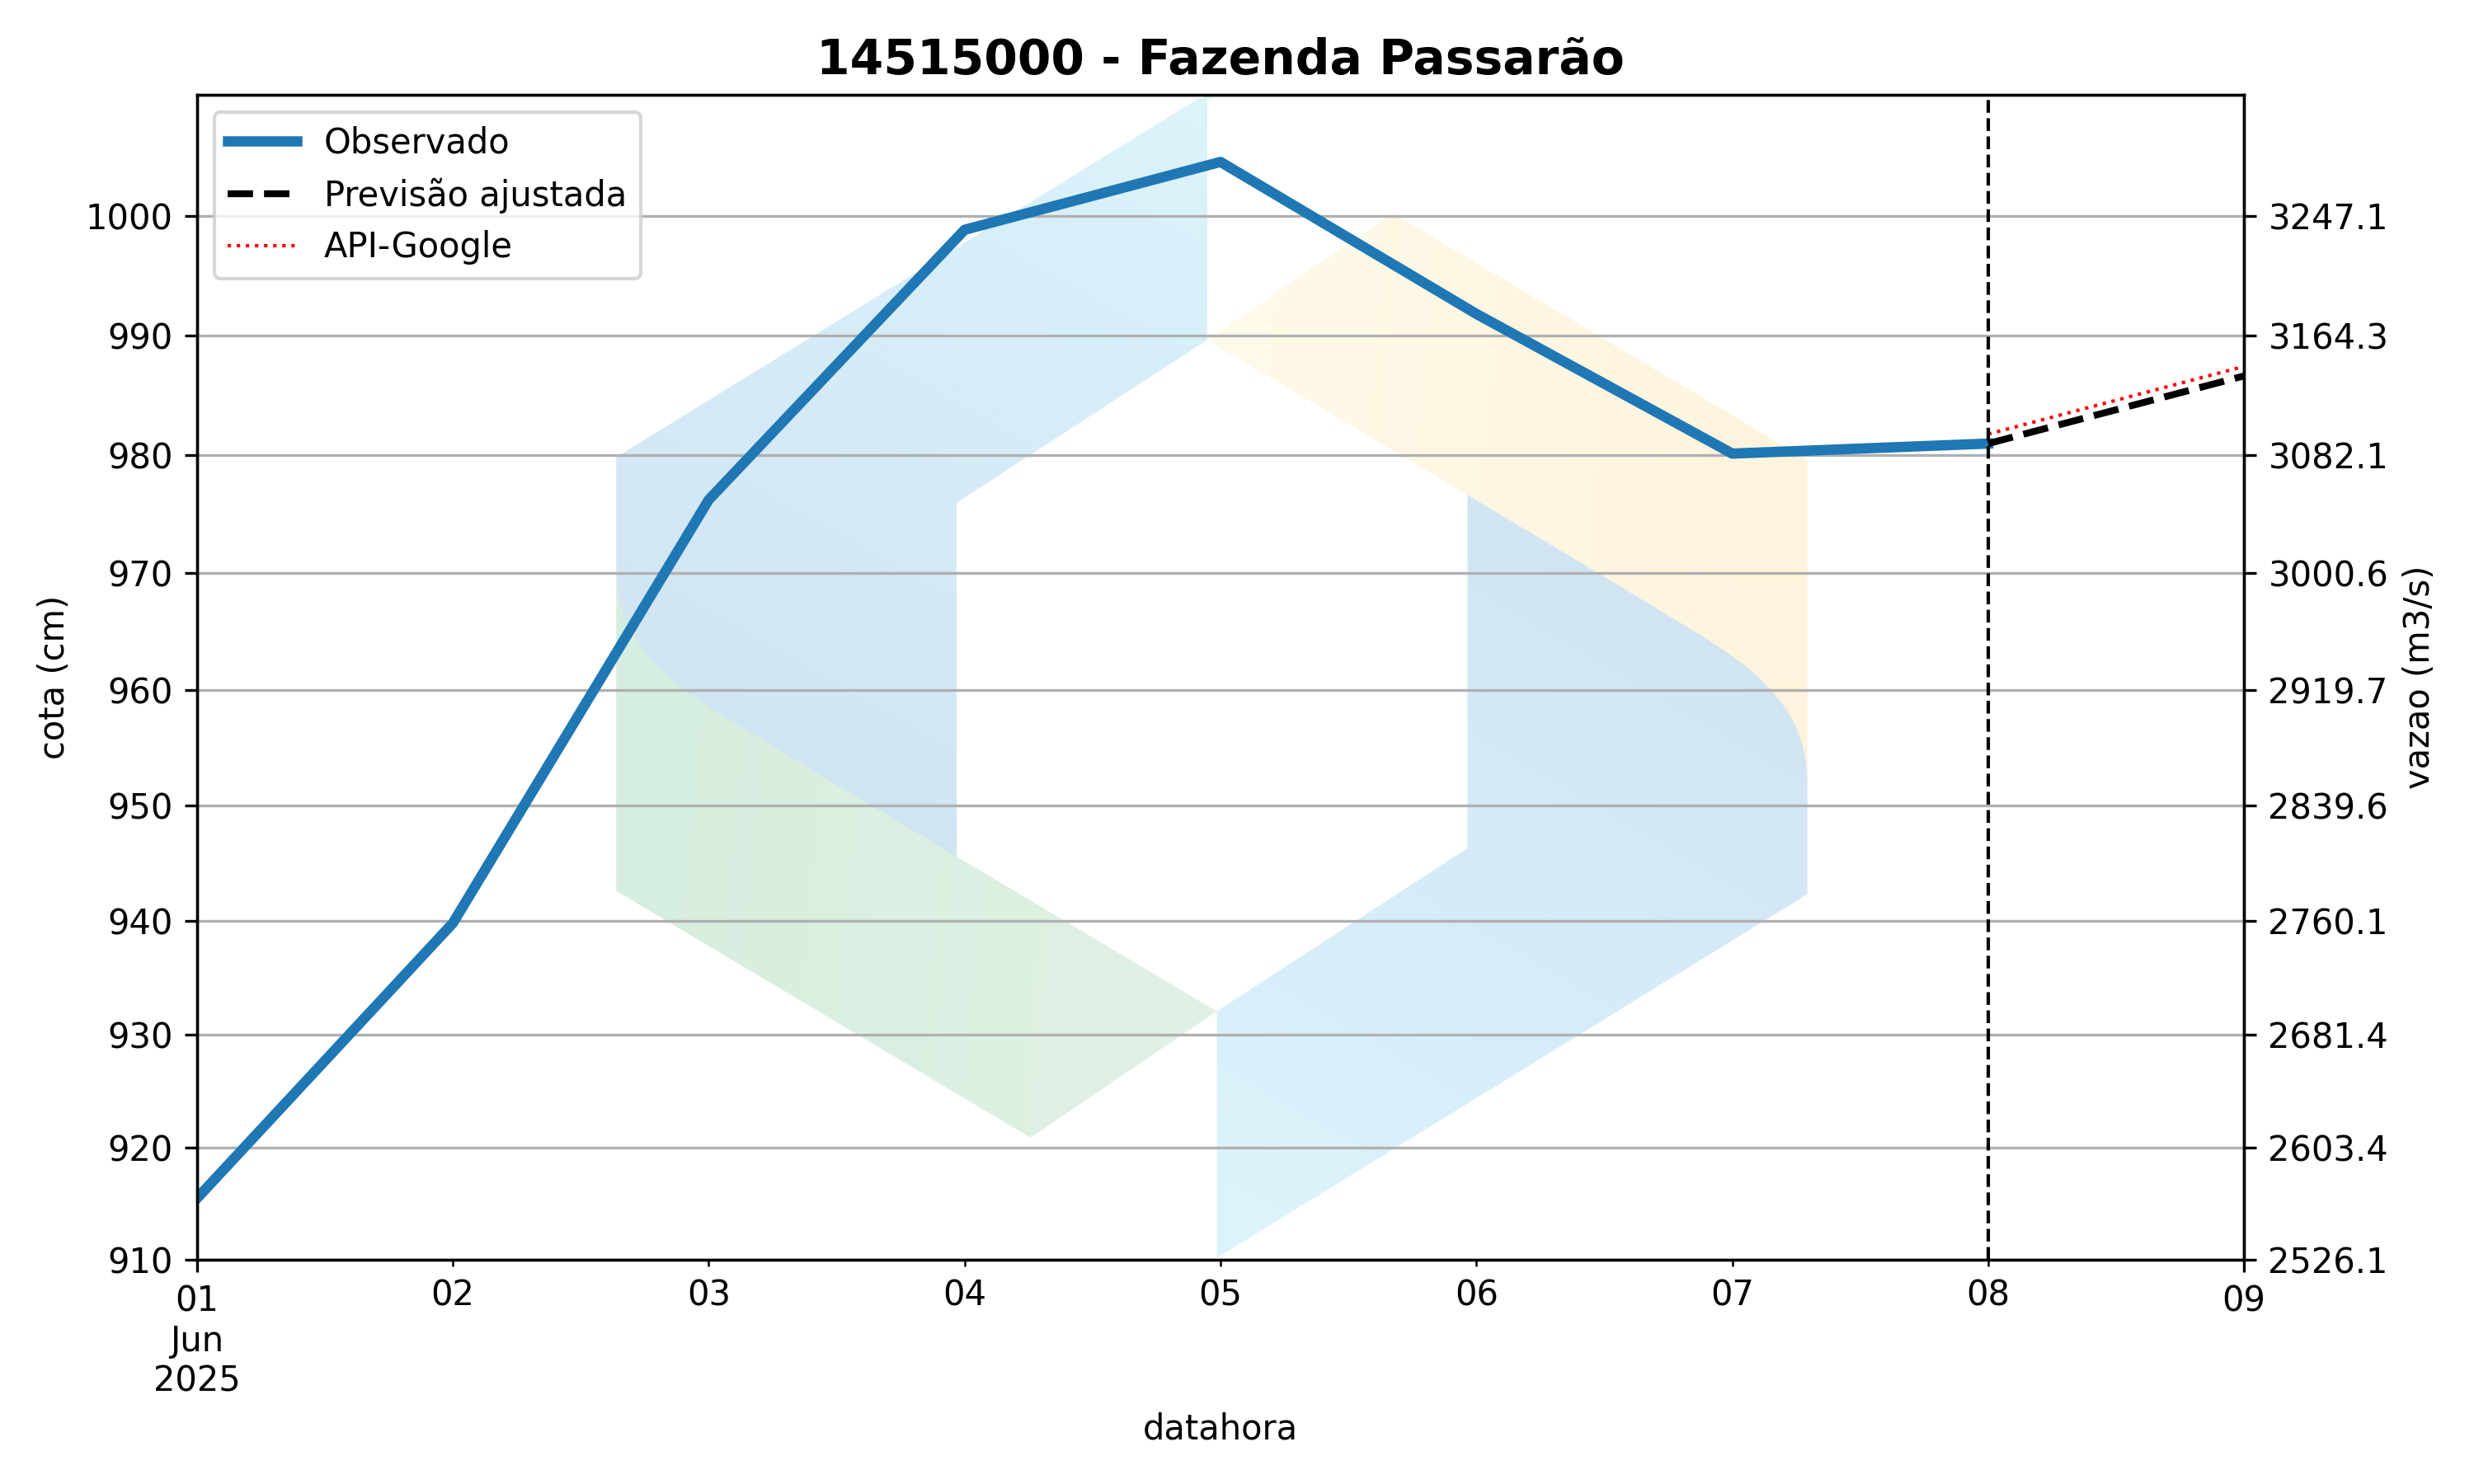 14515000 - Fazenda Passarão
Observado
Previsão ajustada
API-Google
1000
990
980
970
960
950
940
930
920
910
cota (cm)
3247.1
3164.3
3082.1
3000.6
2919.7
2839.6
2760.1
2681.4
2603.4
2526.1
vazao (m3/s)
01 02 03 04 05 06 07 08 09
Jun
2025
datahora